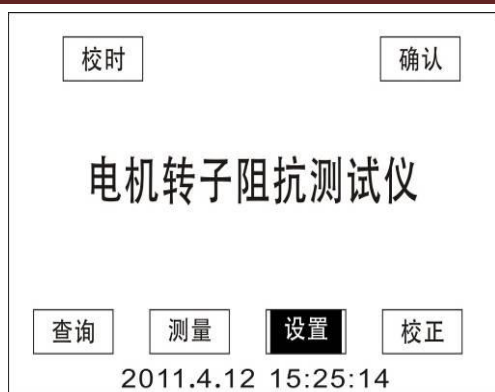 校时 确认
电机转子阻抗测试仪
查询 测量 设置 校正
2011.4.12 15:25:14